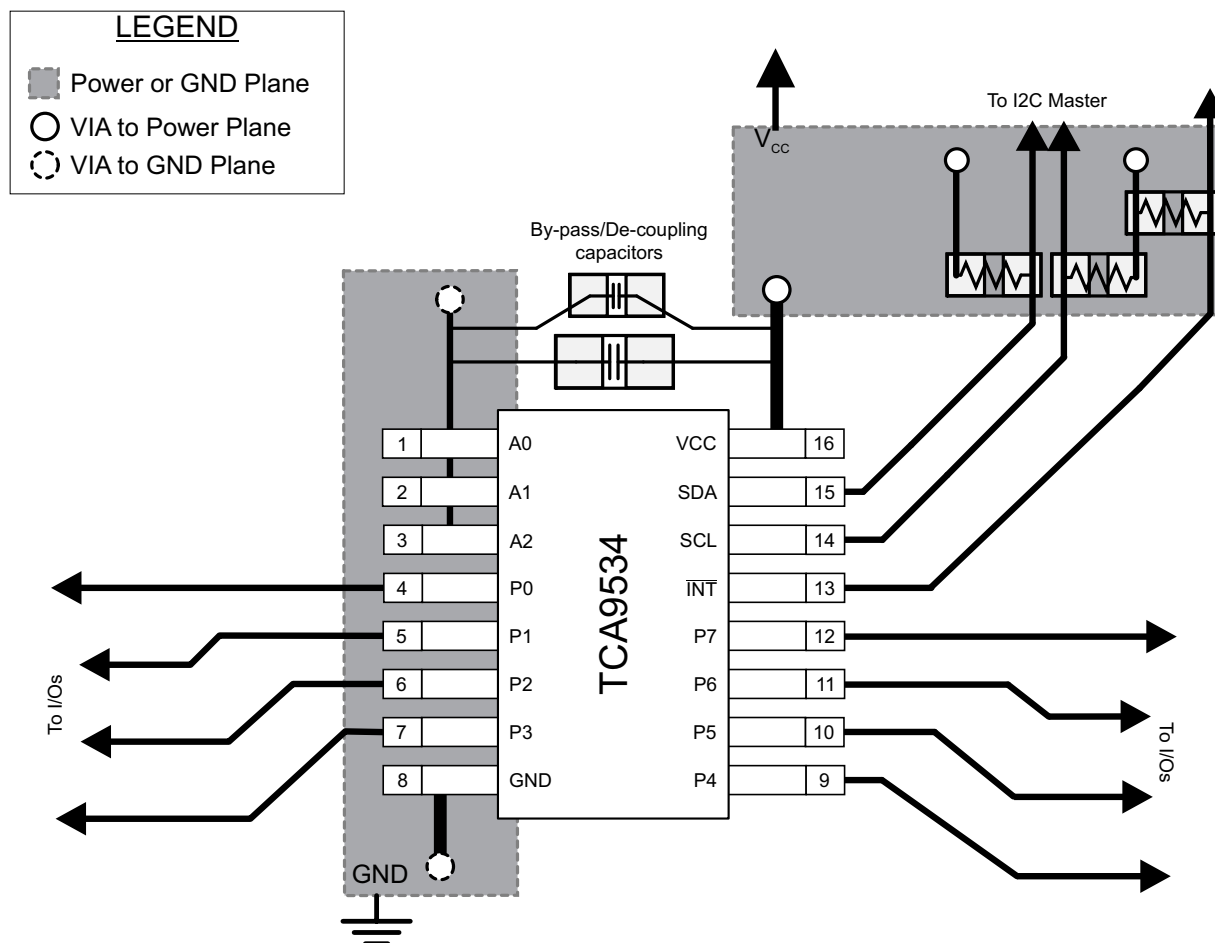 LEGEND
Power or GND Plane
VIA to Power Plane
VIA to GND Plane
To I2C Master
VCC
By-pass/De-coupling
capacitors
1 A0 VCC 16
2 A1 SDA 15
3 A2 SCL 14
4 P0 INT 13
5 P1 P7 12
6 P2 P6 11
7 P3 P5 10
8 GND P4 9
TCA9534
To I/Os
To I/Os
GND